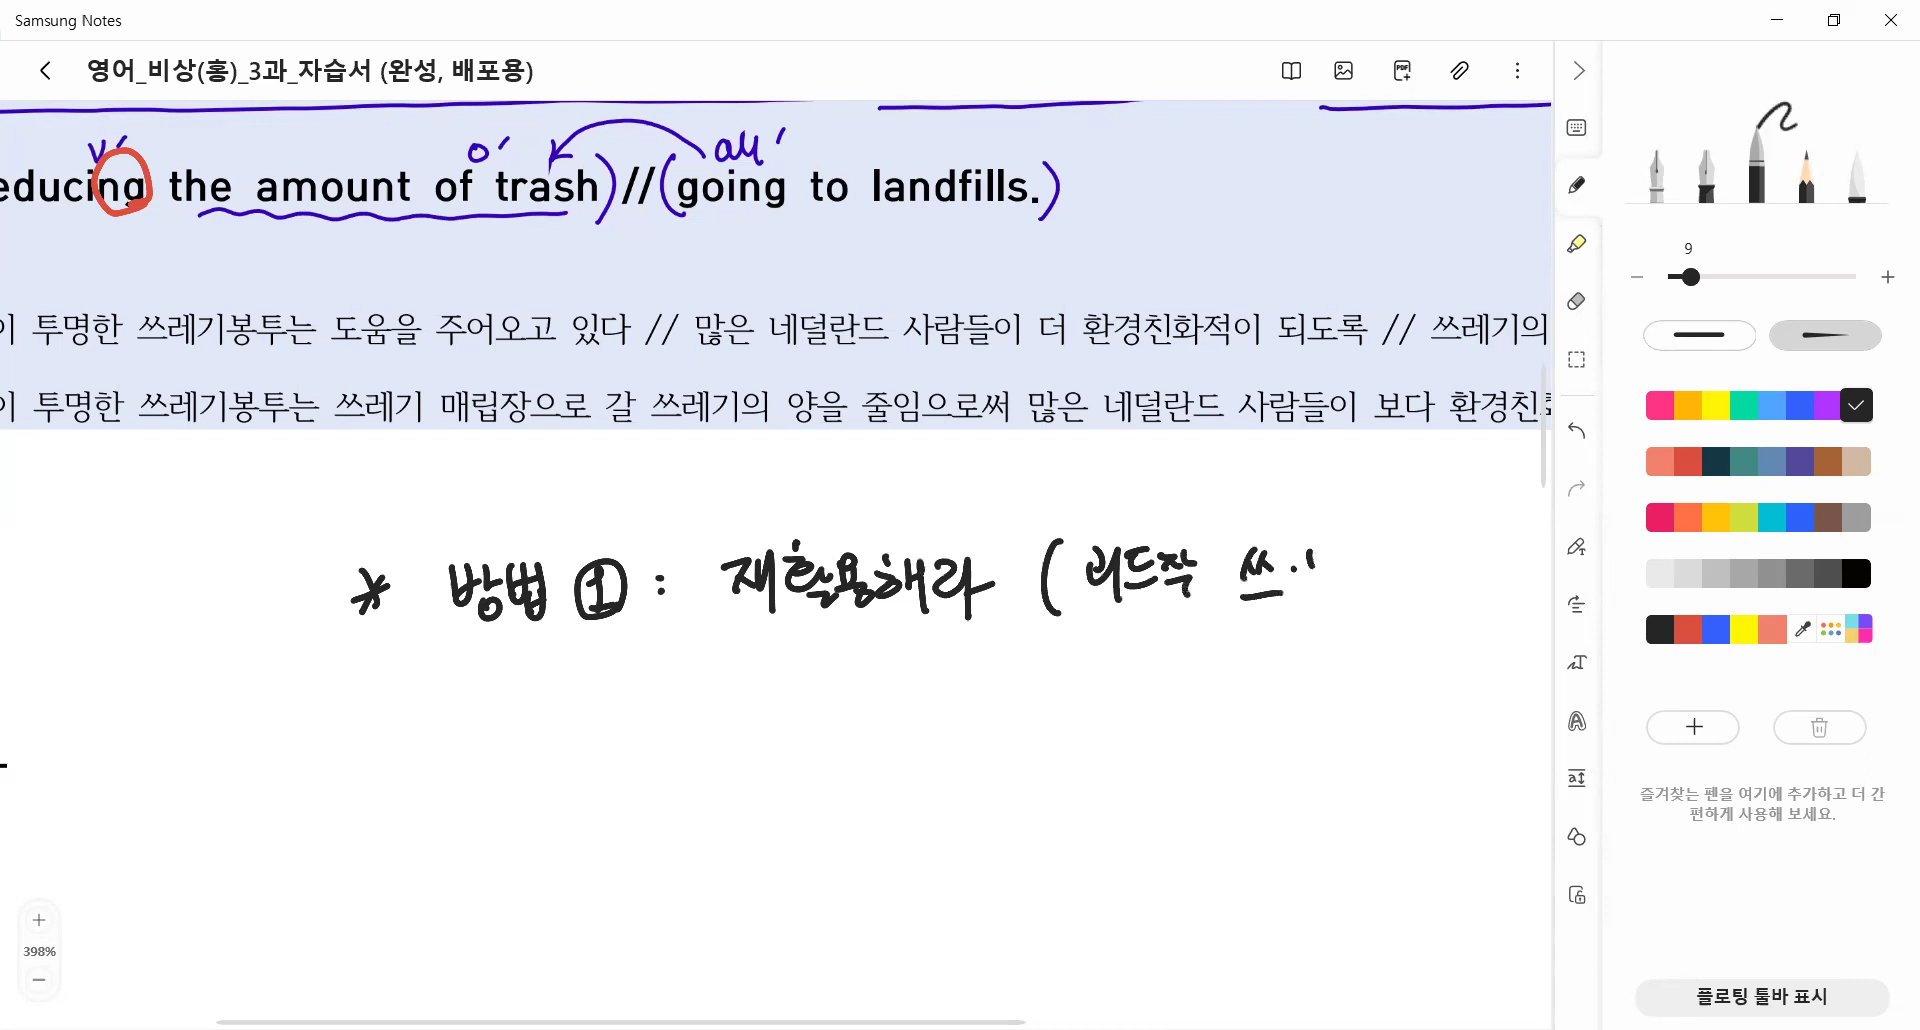 Samsung Notes
영어_비상(홍)_3과_자습서 (완성, 배포용)
PDF
v' o' all'
educing the amount of trash) // (going to landfills.)
이 투명한 쓰레기봉투는 도움을 주어오고 있다 // 많은 네덜란드 사람들이 더 환경친화적이 되도록 // 쓰레기의
이 투명한 쓰레기봉투는 쓰레기 매립장으로 갈 쓰레기의 양을 줄임으로써 많은 네덜란드 사람들이 보다 환경친
* 방법 ① : 재활용해라 (
9
398%
즐겨찾는 펜을 여기에 추가하고 더 간
편하게 사용해 보세요.
플로팅 툴바 표시